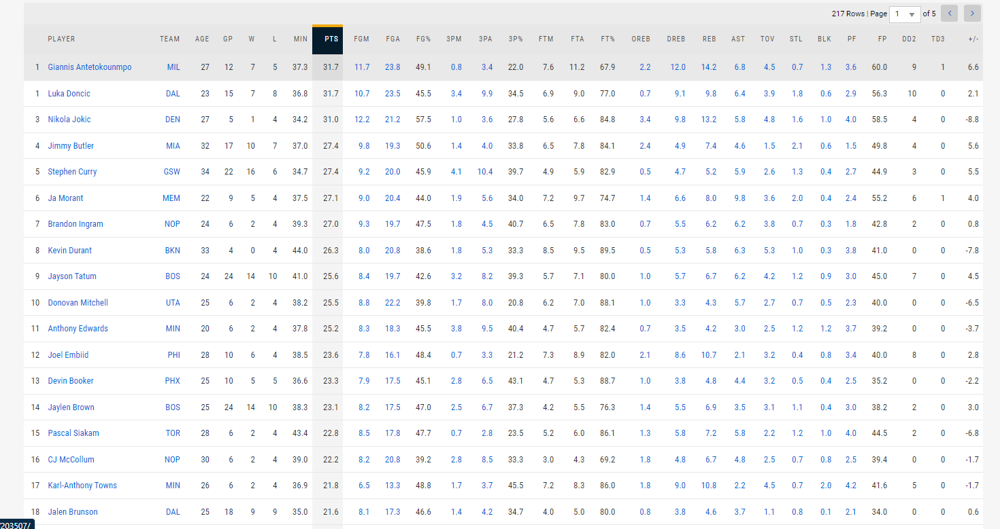 217 Rows | Page 1 of 5
PLAYER TEAM AGE GP W L MIN PTS FGM FGA FG% 3PM 3PA 3P% FTM FTA FT% OREB DREB REB AST TOV STL BLK PF FP DD2 TD3 +/-
1 Giannis Antetokounmpo MIL 27 12 7 5 37.3 31.7 11.7 23.8 49.1 0.8 3.4 22.0 7.6 11.2 67.9 2.2 12.0 14.2 6.8 4.5 0.7 1.3 3.6 60.0 9 1 6.6
1 Luka Doncic DAL 23 15 7 8 36.8 31.7 10.7 23.5 45.5 3.4 9.9 34.5 6.9 9.0 77.0 0.7 9.1 9.8 6.4 3.9 1.8 0.6 2.9 56.3 10 0 2.1
3 Nikola Jokic DEN 27 5 1 4 34.2 31.0 12.2 21.2 57.5 1.0 3.6 27.8 5.6 6.6 84.8 3.4 9.8 13.2 5.8 4.8 1.6 1.0 4.0 58.5 4 0 -8.8
4 Jimmy Butler MIA 32 17 10 7 37.0 27.4 9.8 19.3 50.6 1.4 4.0 33.8 6.5 7.8 84.1 2.4 4.9 7.4 4.6 1.5 2.1 0.6 1.5 49.8 4 0 5.6
5 Stephen Curry GSW 34 22 16 6 34.7 27.4 9.2 20.0 45.9 4.1 10.4 39.7 4.9 5.9 82.9 0.5 4.7 5.2 5.9 2.6 1.3 0.4 2.7 44.9 3 0 5.5
6 Ja Morant MEM 22 9 5 4 37.5 27.1 9.0 20.4 44.0 1.9 5.6 34.0 7.2 9.7 74.7 1.4 6.6 8.0 9.8 3.6 2.0 0.4 2.4 55.2 6 1 4.0
7 Brandon Ingram NOP 24 6 2 4 39.3 27.0 9.3 19.7 47.5 1.8 4.5 40.7 6.5 7.8 83.0 0.7 5.5 6.2 6.2 3.8 0.7 0.3 1.8 42.8 2 0 0.8
8 Kevin Durant BKN 33 4 0 4 44.0 26.3 8.0 20.8 38.6 1.8 5.3 33.3 8.5 9.5 89.5 0.5 5.3 5.8 6.3 5.3 1.0 0.3 3.8 41.0 0 0 -7.8
9 Jayson Tatum BOS 24 24 14 10 41.0 25.6 8.4 19.7 42.6 3.2 8.2 39.3 5.7 7.1 80.0 1.0 5.7 6.7 6.2 4.2 1.2 0.9 3.0 45.0 7 0 4.5
10 Donovan Mitchell UTA 25 6 2 4 38.2 25.5 8.8 22.2 39.8 1.7 8.0 20.8 6.2 7.0 88.1 1.0 3.3 4.3 5.7 2.7 0.7 0.5 2.3 40.0 0 0 -6.5
11 Anthony Edwards MIN 20 6 2 4 37.8 25.2 8.3 18.3 45.5 3.8 9.5 40.4 4.7 5.7 82.4 0.7 3.5 4.2 3.0 2.5 1.2 1.2 3.7 39.2 0 0 -3.7
12 Joel Embiid PHI 28 10 6 4 38.5 23.6 7.8 16.1 48.4 0.7 3.3 21.2 7.3 8.9 82.0 2.1 8.6 10.7 2.1 3.2 0.4 0.8 3.4 40.0 8 0 2.8
13 Devin Booker PHX 25 10 5 5 36.6 23.3 7.9 17.5 45.1 2.8 6.5 43.1 4.7 5.3 88.7 1.0 3.8 4.8 4.4 3.2 0.5 0.4 2.5 35.2 0 0 -2.2
14 Jaylen Brown BOS 25 24 14 10 38.3 23.1 8.2 17.5 47.0 2.5 6.7 37.3 4.2 5.5 76.3 1.4 5.5 6.9 3.5 3.1 1.1 0.4 3.0 38.2 2 0 3.0
15 Pascal Siakam TOR 28 6 2 4 43.4 22.8 8.5 17.8 47.7 0.7 2.8 23.5 5.2 6.0 86.1 1.3 5.8 7.2 5.8 2.2 1.2 1.0 4.0 44.5 2 0 -6.8
16 CJ McCollum NOP 30 6 2 4 39.0 22.2 8.2 20.8 39.2 2.8 8.5 33.3 3.0 4.3 69.2 1.8 4.8 6.7 4.8 2.5 0.7 0.8 2.5 39.4 0 0 -1.7
17 Karl-Anthony Towns MIN 26 6 2 4 36.9 21.8 6.5 13.3 48.8 1.7 3.7 45.5 7.2 8.3 86.0 1.8 9.0 10.8 2.2 4.5 0.7 2.0 4.2 41.6 5 0 -1.7
18 Jalen Brunson DAL 25 18 9 9 35.0 21.6 8.1 17.3 46.6 1.4 4.2 34.7 4.0 5.0 80.0 0.8 3.8 4.6 3.7 1.1 0.8 0.1 2.1 34.0 0 0 0.6
/203507/